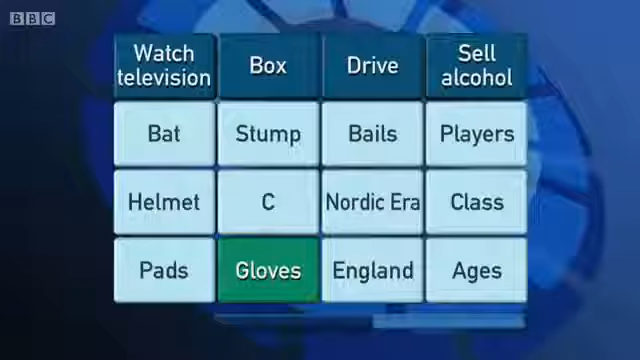 BBC
Watch
television
Box
Drive
Sell
alcohol
Bat
Stump
Bails
Players
Helmet
C
Nordic Era
Class
Pads
Gloves
England
Ages